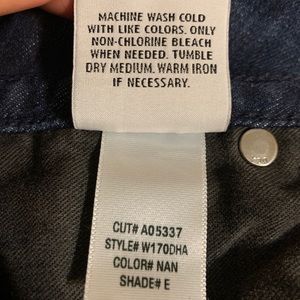 MACHINE WASH COLD
WITH LIKE COLORS. ONLY
NON-CHLORINE BLEACH
WHEN NEEDED. TUMBLE
DRY MEDIUM. WARM IRON
IF NECESSARY.
CUT# A05337
STYLE# W170DHA
COLOR# NAN
SHADE# E